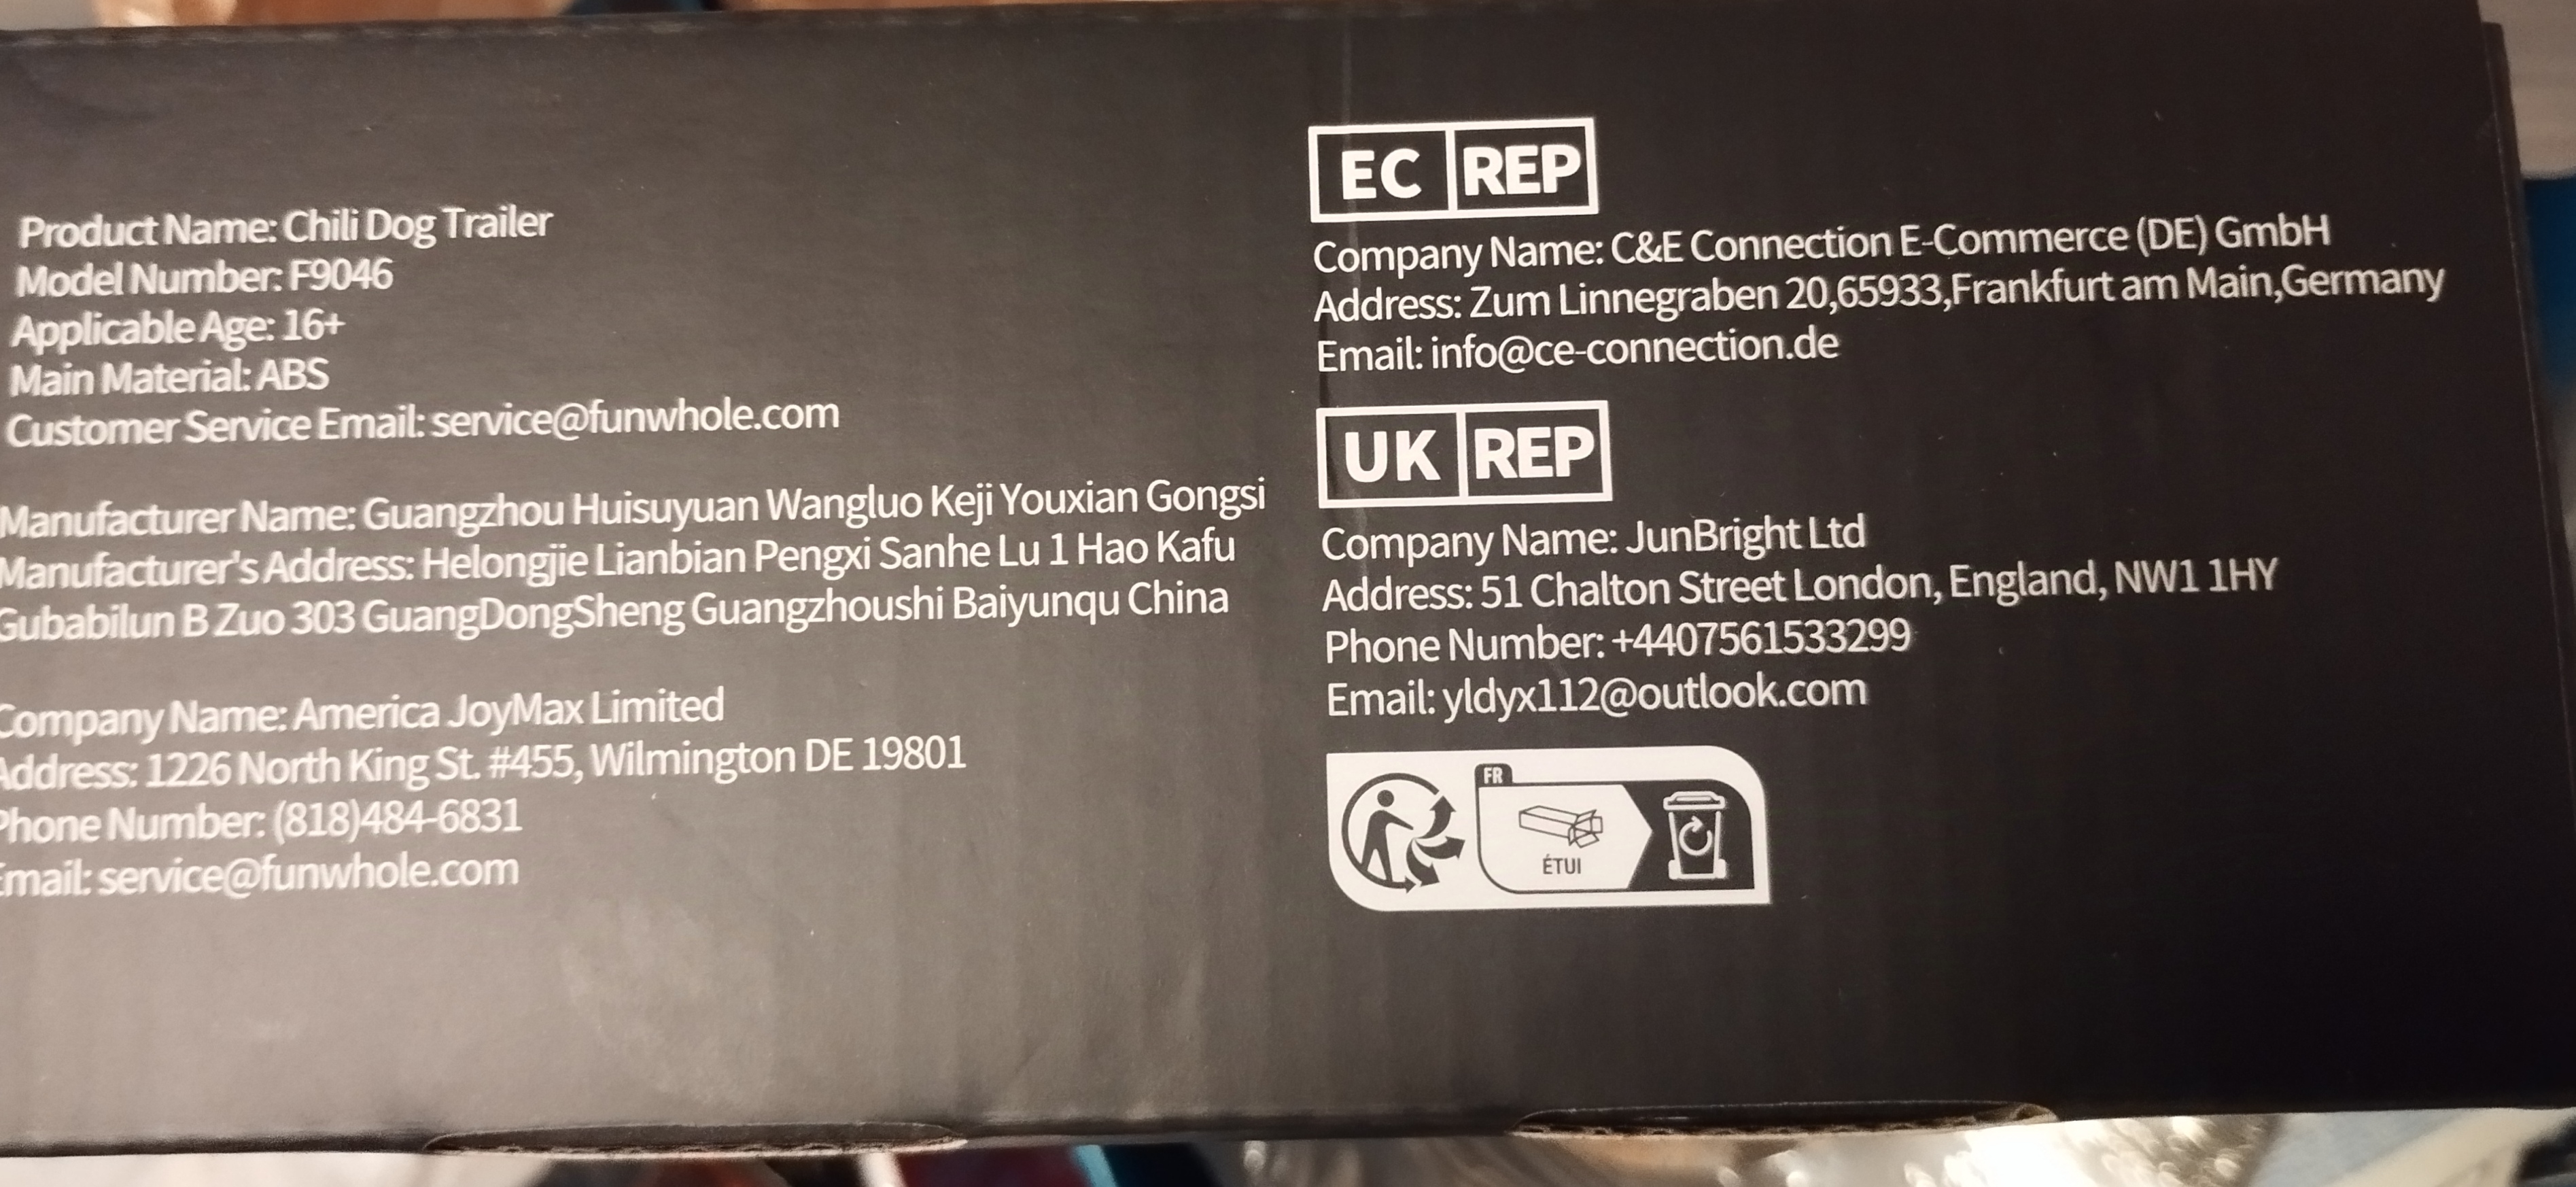 Product Name: Chili Dog Trailer
Model Number: F9046
Applicable Age: 16+
Main Material: ABS
Customer Service Email: service@funwhole.com
Manufacturer Name: Guangzhou Huisuyuan Wangluo Keji Youxian Gongsi
Manufacturer's Address: Helongjie Lianbian Pengxi Sanhe Lu 1 Hao Kafu
Gubabilun B Zuo 303 GuangDongSheng Guangzhoushi Baiyunqu China
Company Name: America JoyMax Limited
Address: 1226 North King St. #455, Wilmington DE 19801
Phone Number: (818)484-6831
Email: service@funwhole.com
EC REP
Company Name: C&E Connection E-Commerce (DE) GmbH
Address: Zum Linnegraben 20,65933,Frankfurt am Main,Germany
Email: info@ce-connection.de
UK REP
Company Name: JunBright Ltd
Address: 51 Chalton Street London, England, NW1 1HY
Phone Number: +4407561533299
Email: yldyx112@outlook.com
FR
ÉTUI